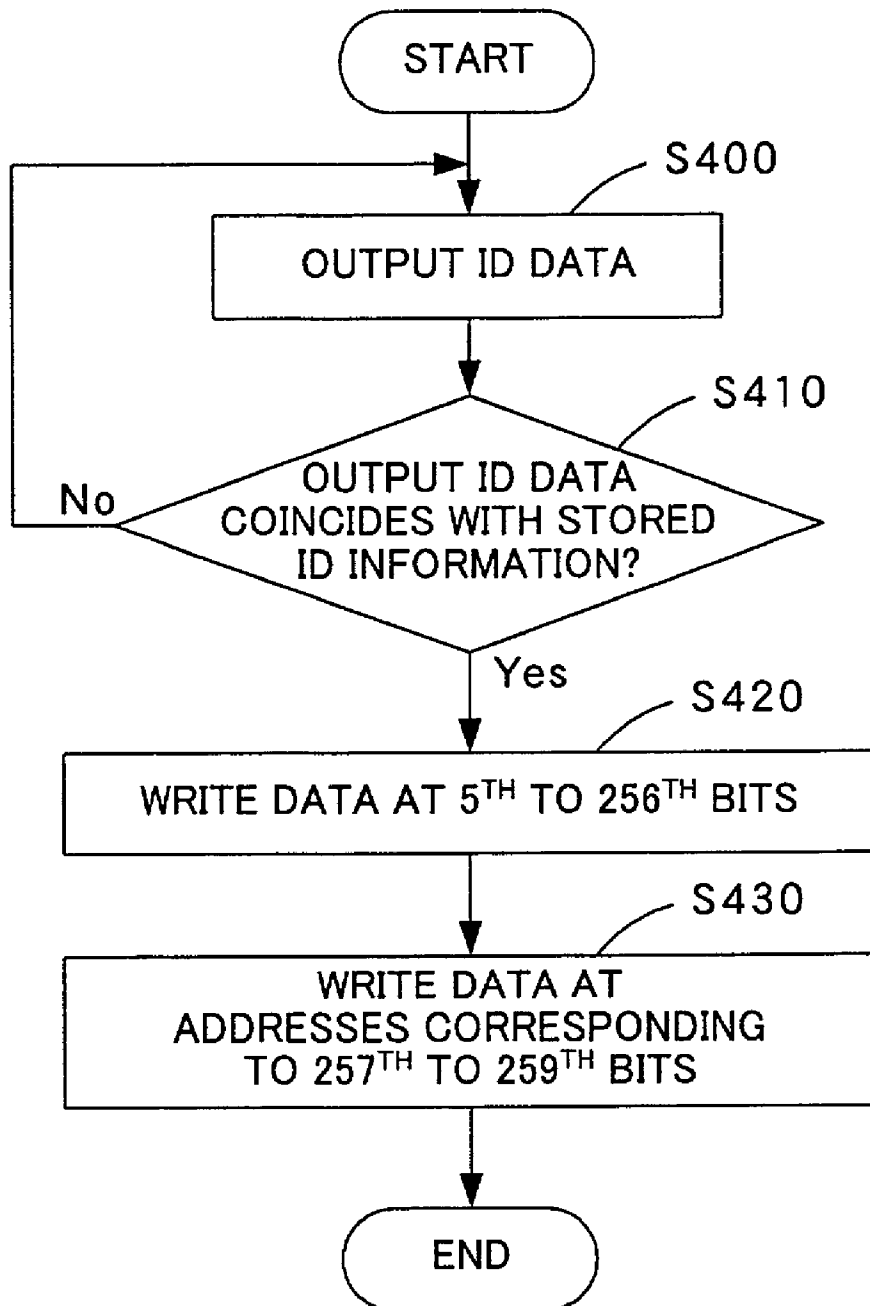 START
S400
OUTPUT ID DATA
S410
OUTPUT ID DATA
COINCIDES WITH STORED
ID INFORMATION?
No
Yes
S420
WRITE DATA AT 5TH TO 256TH BITS
S430
WRITE DATA AT
ADDRESSES CORRESPONDING
TO 257TH TO 259TH BITS
END